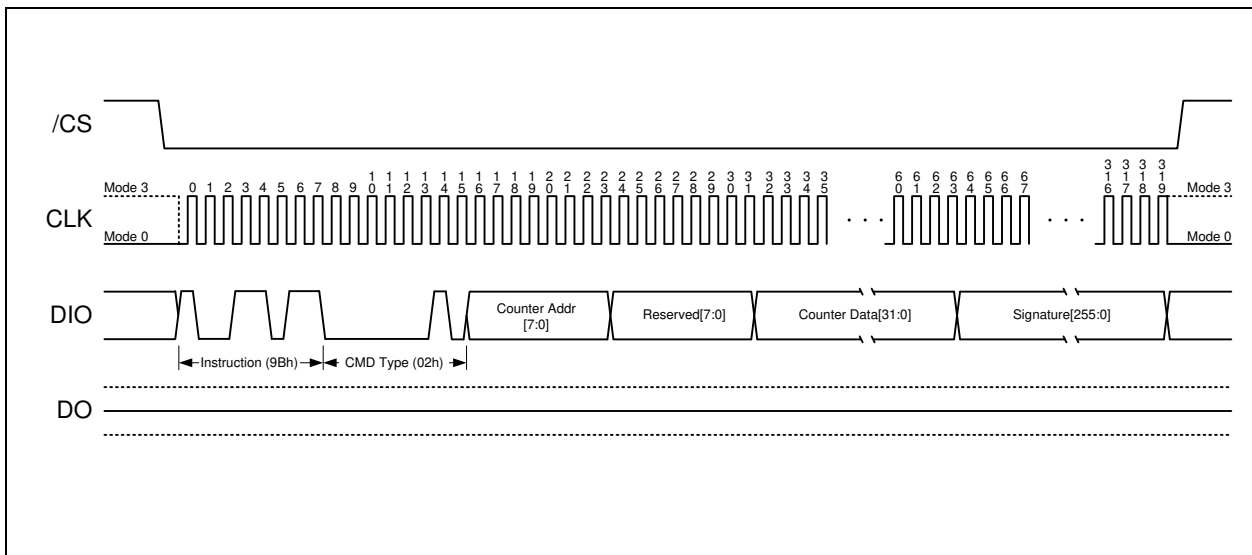 /CS
Mode 3
0 1 2 3 4 5 6 7 8 9 10 11 12 13 14 15 16 17 18 19 20 21 22 23 24 25 26 27 28 29 30 31 32 33 34 35 60 61 62 63 64 65 66 67 316 317 318 319
Mode 3
CLK
. . . . . .
Mode 0
Mode 0
DIO
Counter Addr
[7:0]
Reserved[7:0]
Counter Data[31:0]
Signature[255:0]
Instruction (9Bh)
CMD Type (02h)
DO